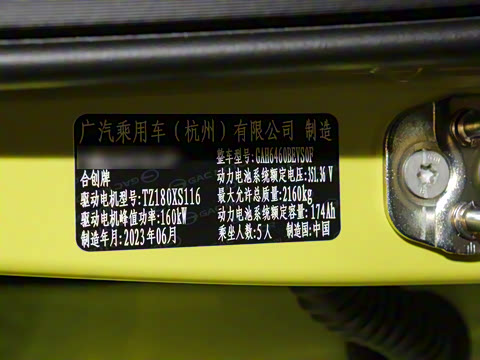 广汽乘用车（杭州）有限公司 制造
整车型号:GAH6460BEVS0F
合创牌 动力电池系统额定电压:351.36 V
驱动电机型号:TZ180XS116 最大允许总质量:2160kg
驱动电机峰值功率:160kW 动力电池系统额定容量:174Ah
制造年月:2023年06月 乘坐人数:5人 制造国:中国